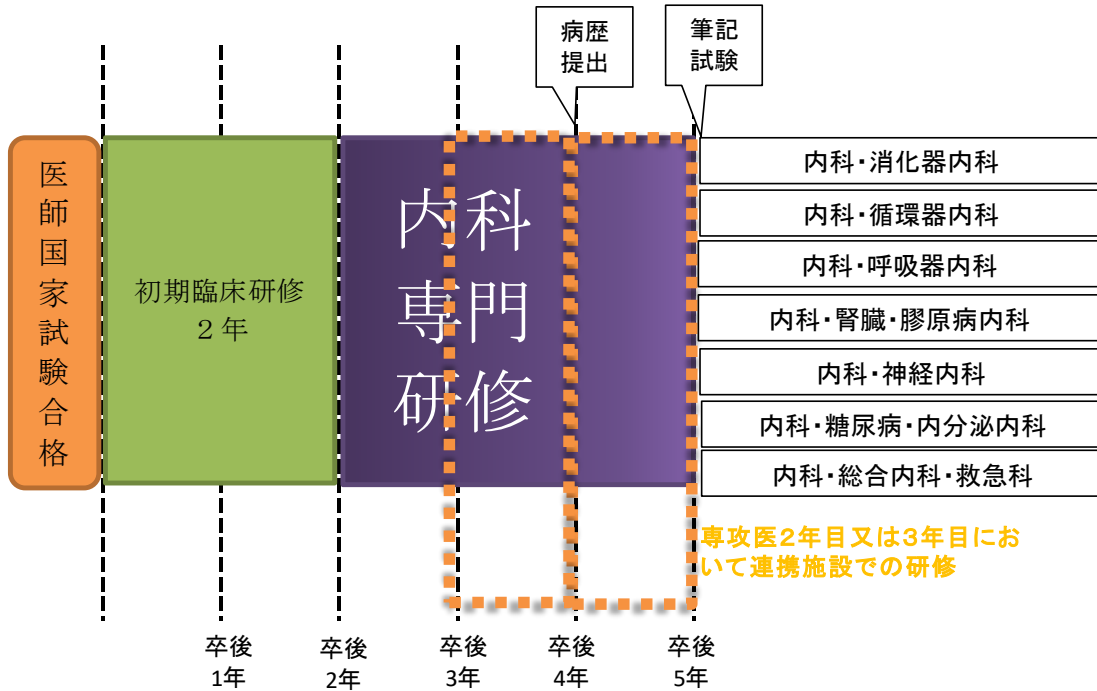 病歴
提出
筆記
試験
医師国家試験合格
初期臨床研修
2 年
内科
専門
研修
内科・消化器内科
内科・循環器内科
内科・呼吸器内科
内科・腎臓・膠原病内科
内科・神経内科
内科・糖尿病・内分泌内科
内科・総合内科・救急科
専攻医2年目又は3年目にお
いて連携施設での研修
卒後
1年
卒後
2年
卒後
3年
卒後
4年
卒後
5年